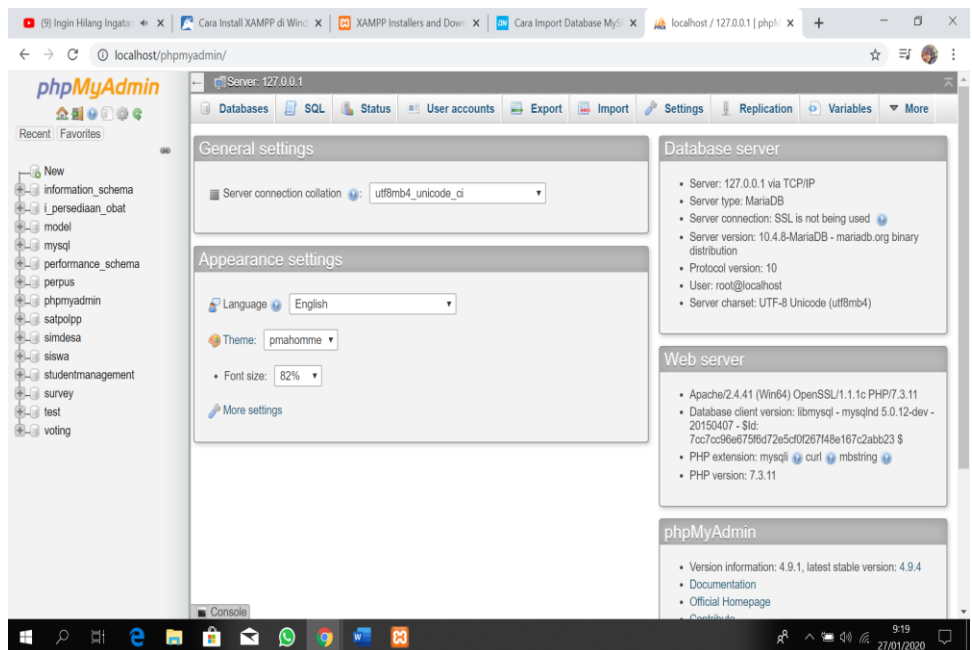 (9) Ingin Hilang Ingatan
Cara Install XAMPP di Wind
XAMPP Installers and Down
Cara Import Database MyS
localhost / 127.0.0.1 | php
localhost/phpmyadmin/
phpMyAdmin
Recent Favorites
New
information_schema
i_persediaan_obat
model
mysql
performance_schema
perpus
phpmyadmin
satpolpp
simdesa
siswa
studentmanagement
survey
test
voting
Server: 127.0.0.1
Databases SQL Status User accounts Export Import Settings Replication Variables More
General settings
Server connection collation : utf8mb4_unicode_ci
Appearance settings
Language English
Theme: pmahomme
• Font size: 82%
More settings
Database server
• Server: 127.0.0.1 via TCP/IP
• Server type: MariaDB
• Server connection: SSL is not being used
• Server version: 10.4.8-MariaDB - mariadb.org binary
distribution
• Protocol version: 10
• User: root@localhost
• Server charset: UTF-8 Unicode (utf8mb4)
Web server
• Apache/2.4.41 (Win64) OpenSSL/1.1.1c PHP/7.3.11
• Database client version: libmysql - mysqlnd 5.0.12-dev -
20150407 - $Id:
7cc7cc96e675f6d72e5cf0f267f48e167c2abb23 $
• PHP extension: mysqli curl mbstring
• PHP version: 7.3.11
phpMyAdmin
• Version information: 4.9.1, latest stable version: 4.9.4
• Documentation
• Official Homepage
• Contribute
Console
9:19
27/01/2020